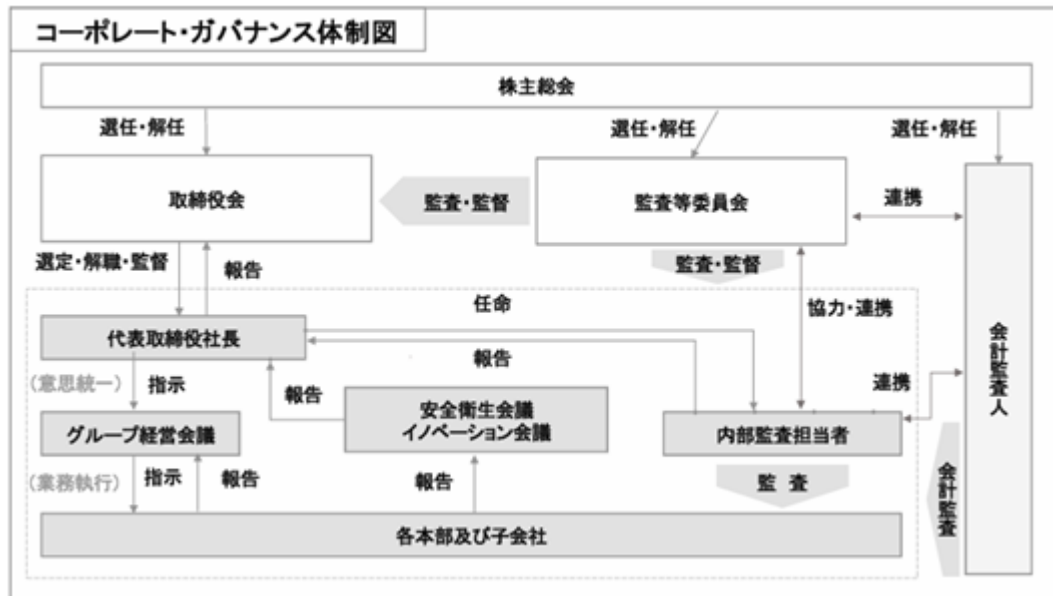 コーポレート・ガバナンス体制図
株主総会
選任・解任
選任・解任
選任・解任
取締役会
監査・監督
監査等委員会
連携
選定・解職・監督
報告
監査・監督
任命
協力・連携
代表取締役社長
報告
会計監査人
(意思統一)
指示
報告
安全衛生会議
イノベーション会議
連携
グループ経営会議
内部監査担当者
(業務執行)
指示
報告
報告
監 査
会計監査
各本部及び子会社